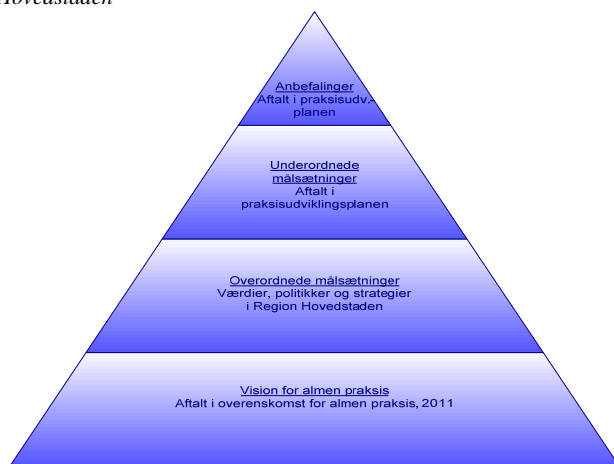 Hovedstaden
Anbefalinger
Aftalt i praksisudv.-
planen
Underordnede
målsætninger
Aftalt i
praksisudviklingsplanen
Overordnede målsætninger
Værdier, politikker og strategier
i Region Hovedstaden
Vision for almen praksis
Aftalt i overenskomst for almen praksis, 2011